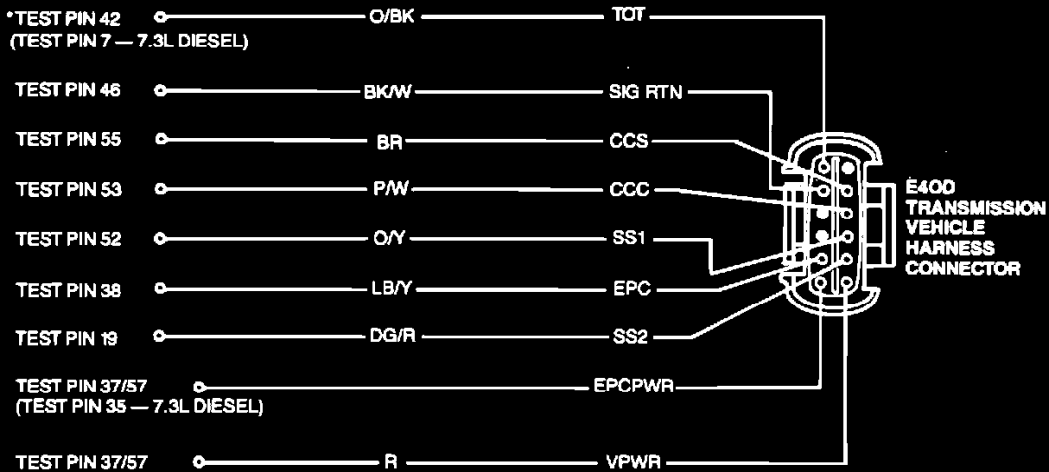 *TEST PIN 42 O/BK TOT
(TEST PIN 7 — 7.3L DIESEL)
TEST PIN 46 BK/W SIG RTN
TEST PIN 55 BR CCS
TEST PIN 53 P/W CCC
TEST PIN 52 O/Y SS1
TEST PIN 38 LB/Y EPC
TEST PIN 19 DG/R SS2
TEST PIN 37/57 EPCPWR
(TEST PIN 35 — 7.3L DIESEL)
TEST PIN 37/57 R VPWR
E4OD
TRANSMISSION
VEHICLE
HARNESS
CONNECTOR